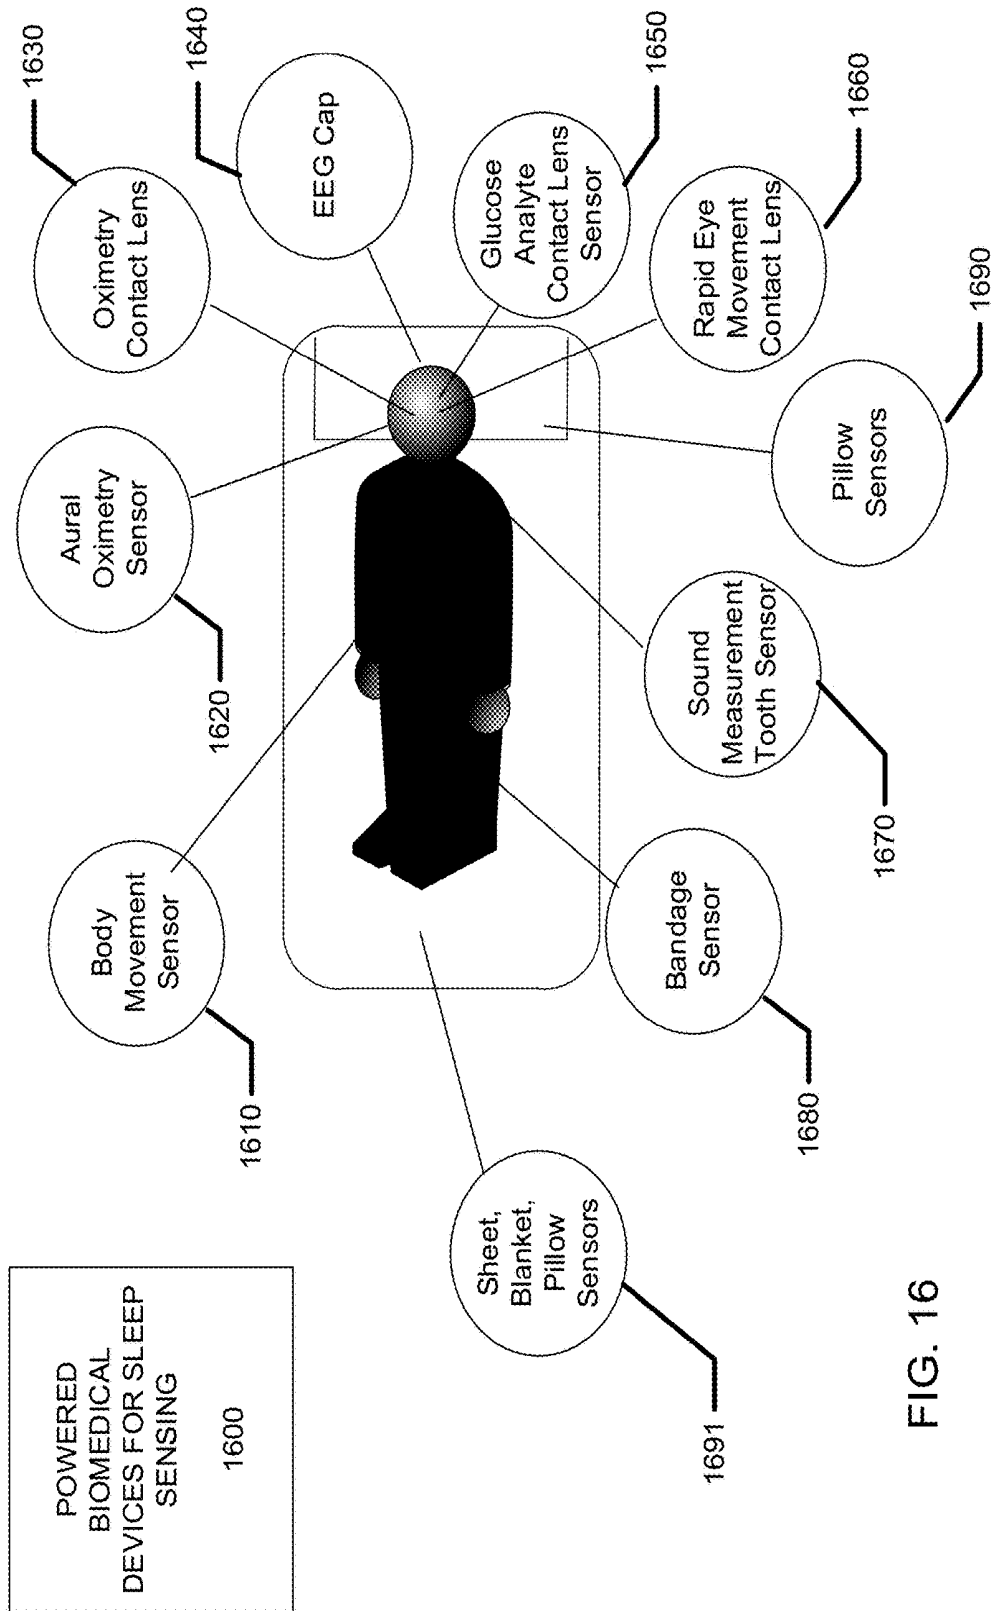 POWERED
BIOMEDICAL
DEVICES FOR SLEEP
SENSING
1600
1610
Body
Movement
Sensor
1620
Aural
Oximetry
Sensor
1630
Oximetry
Contact Lens
1640
EEG Cap
1650
Glucose
Analyte
Contact Lens
Sensor
1660
Rapid Eye
Movement
Contact Lens
1690
Pillow
Sensors
Sound
Measurement
Tooth Sensor
1670
Bandage
Sensor
1680
Sheet,
Blanket,
Pillow
Sensors
1691
FIG. 16